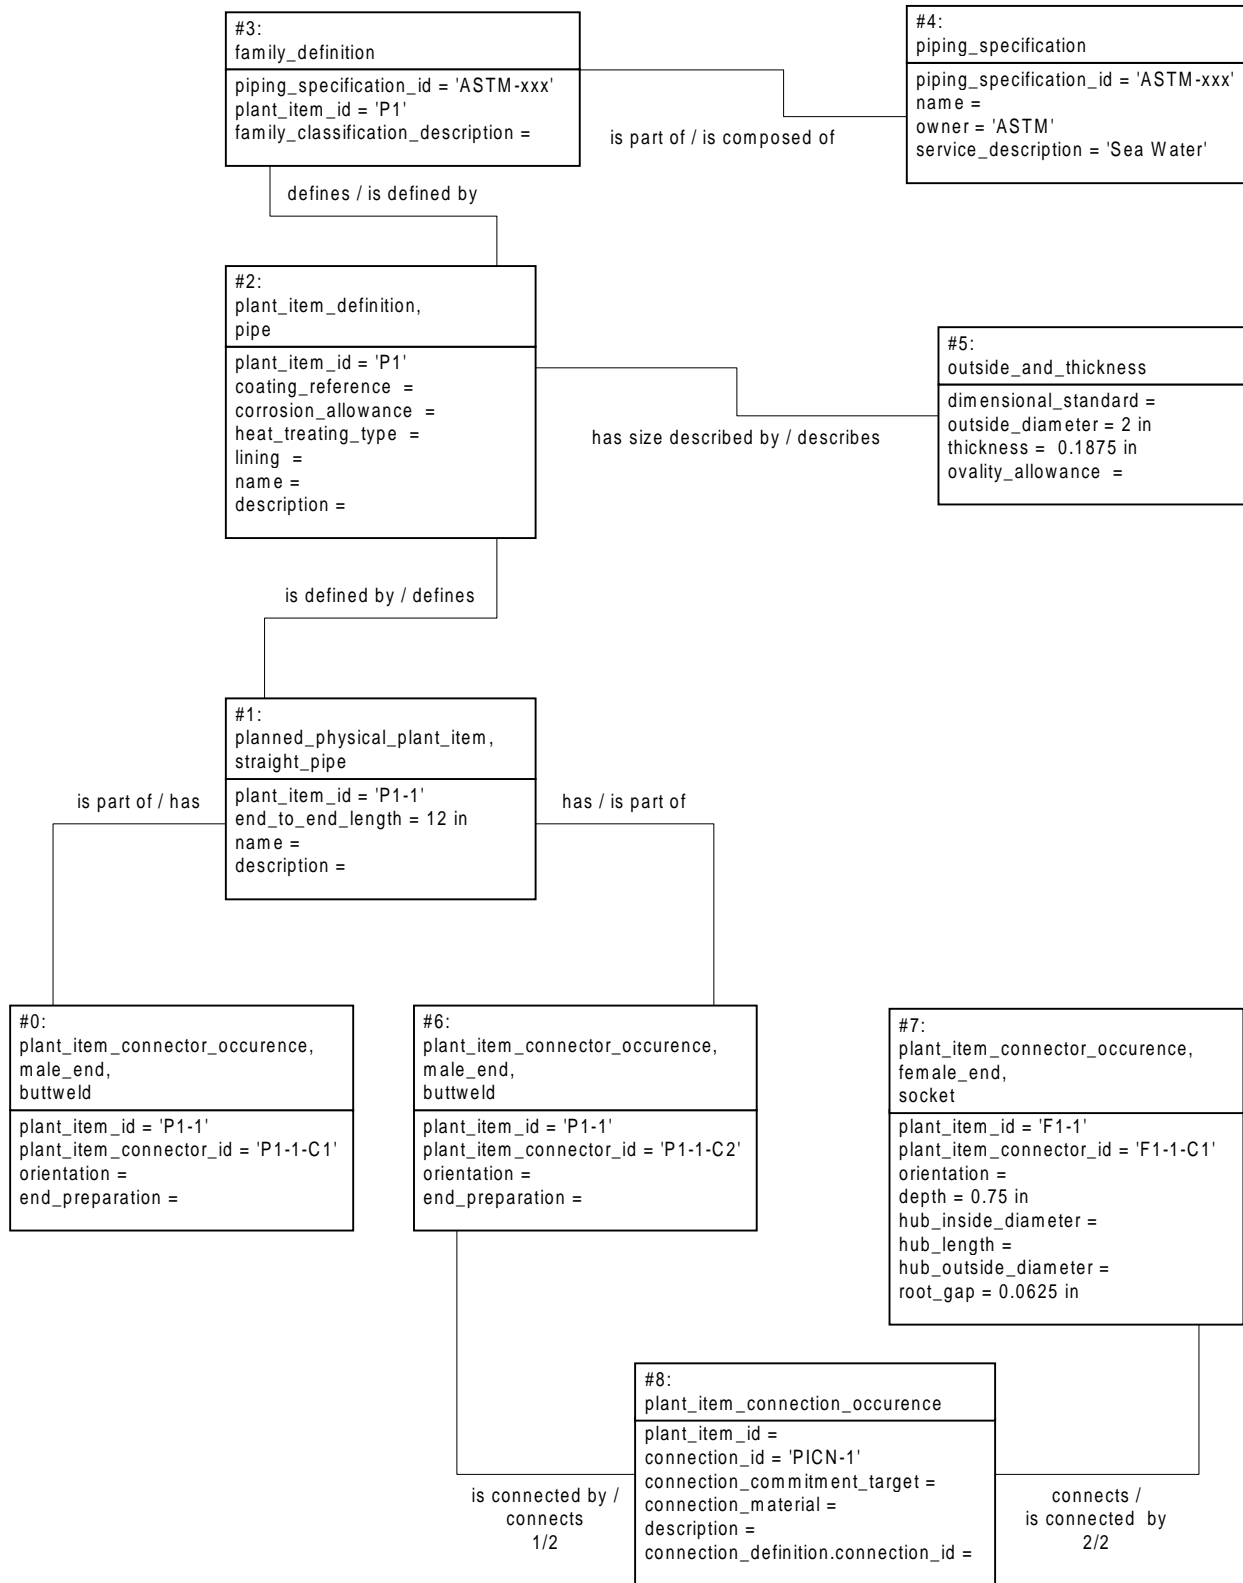 #3:
family_definition
piping_specification_id = 'ASTM-xxx'
plant_item_id = 'P1'
family_classification_description =
#4:
piping_specification
piping_specification_id = 'ASTM-xxx'
name =
owner = 'ASTM'
service_description = 'Sea Water'
is part of / is composed of
defines / is defined by
#2:
plant_item_definition,
pipe
plant_item_id = 'P1'
coating_reference =
corrosion_allowance =
heat_treating_type =
lining =
name =
description =
#5:
outside_and_thickness
dimensional_standard =
outside_diameter = 2 in
thickness = 0.1875 in
ovality_allowance =
has size described by / describes
is defined by / defines
#1:
planned_physical_plant_item,
straight_pipe
plant_item_id = 'P1-1'
end_to_end_length = 12 in
name =
description =
is part of / has
has / is part of
#0:
plant_item_connector_occurence,
male_end,
buttweld
plant_item_id = 'P1-1'
plant_item_connector_id = 'P1-1-C1'
orientation =
end_preparation =
#6:
plant_item_connector_occurence,
male_end,
buttweld
plant_item_id = 'P1-1'
plant_item_connector_id = 'P1-1-C2'
orientation =
end_preparation =
#7:
plant_item_connector_occurence,
female_end,
socket
plant_item_id = 'F1-1'
plant_item_connector_id = 'F1-1-C1'
orientation =
depth = 0.75 in
hub_inside_diameter =
hub_length =
hub_outside_diameter =
root_gap = 0.0625 in
#8:
plant_item_connection_occurence
plant_item_id =
connection_id = 'PICN-1'
connection_commitment_target =
connection_material =
description =
connection_definition.connection_id =
is connected by /
connects
1/2
connects /
is connected by
2/2